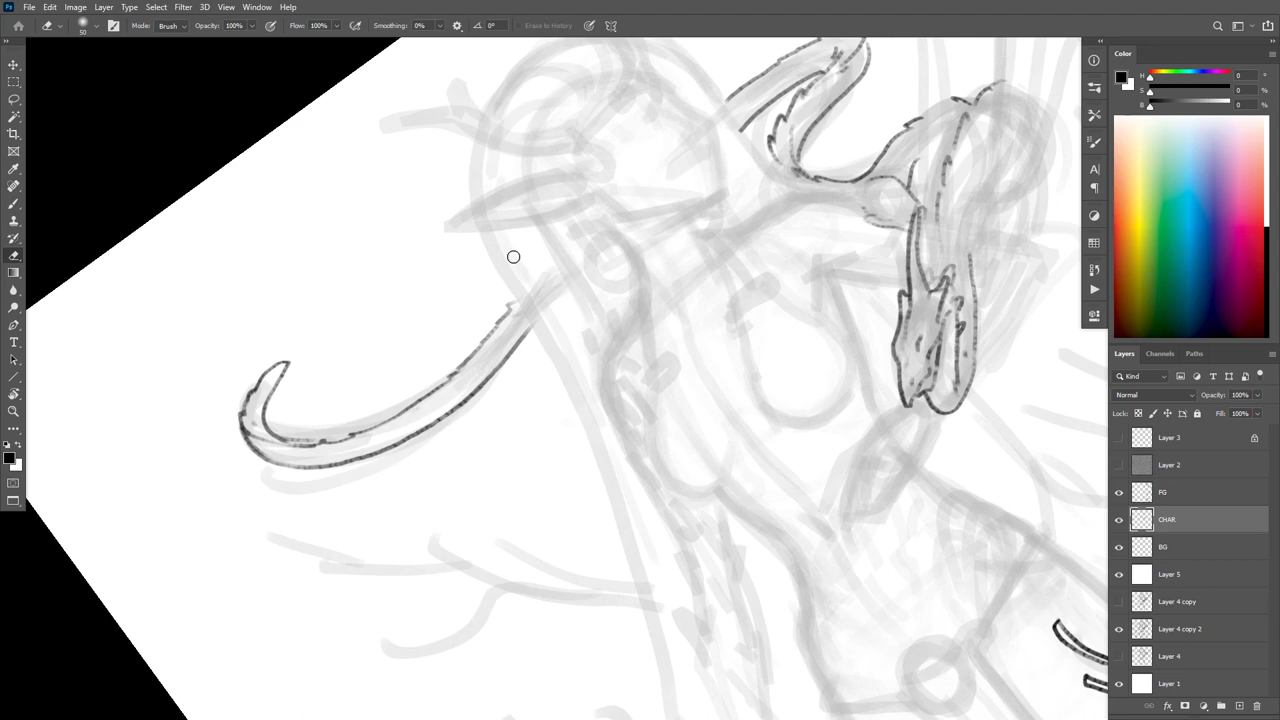 Ps File Edit Image Layer Type Select Filter 3D View Window Help
50 Mode: Brush Opacity: 100% Flow: 100% Smoothing: 0% 0° Erase to History
Color
H 0 °
S 0 %
B 0 %
Layers Channels Paths
Kind
Normal Opacity: 100%
Lock: Fill: 100%
Layer 3
Layer 2
FG
CHAR
BG
Layer 5
Layer 4 copy
Layer 4 copy 2
Layer 4
Layer 1
fx